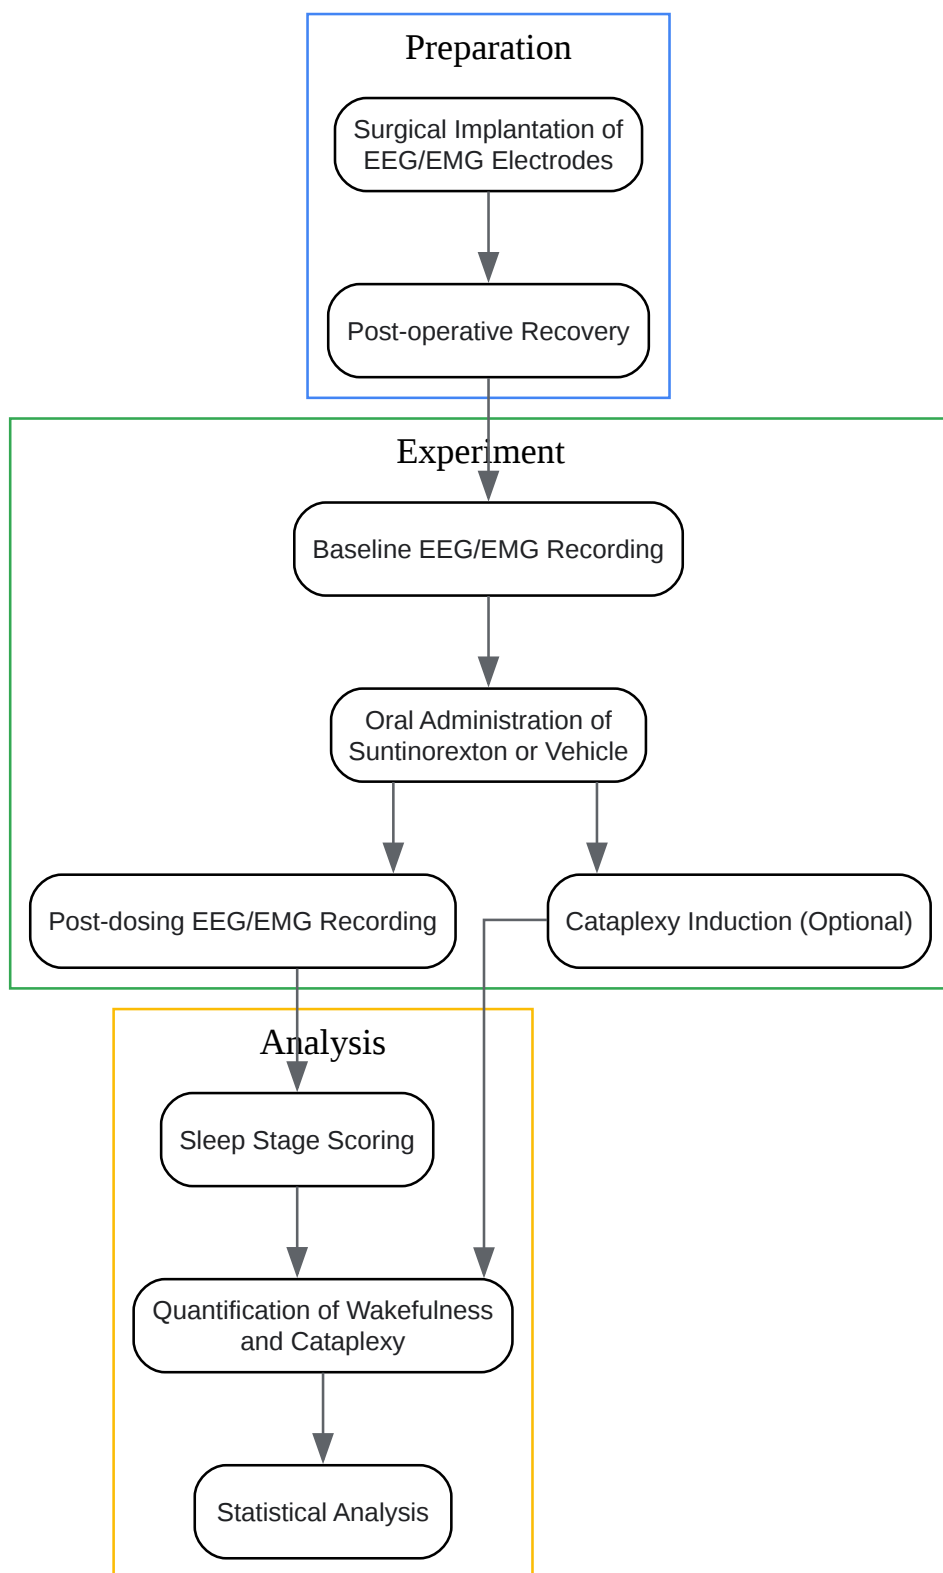 Preparation
Surgical Implantation of
EEG/EMG Electrodes
Post-operative Recovery
Experiment
Baseline EEG/EMG Recording
Oral Administration of
Suntinorexton or Vehicle
Post-dosing EEG/EMG Recording
Cataplexy Induction (Optional)
Analysis
Sleep Stage Scoring
Quantification of Wakefulness
and Cataplexy
Statistical Analysis